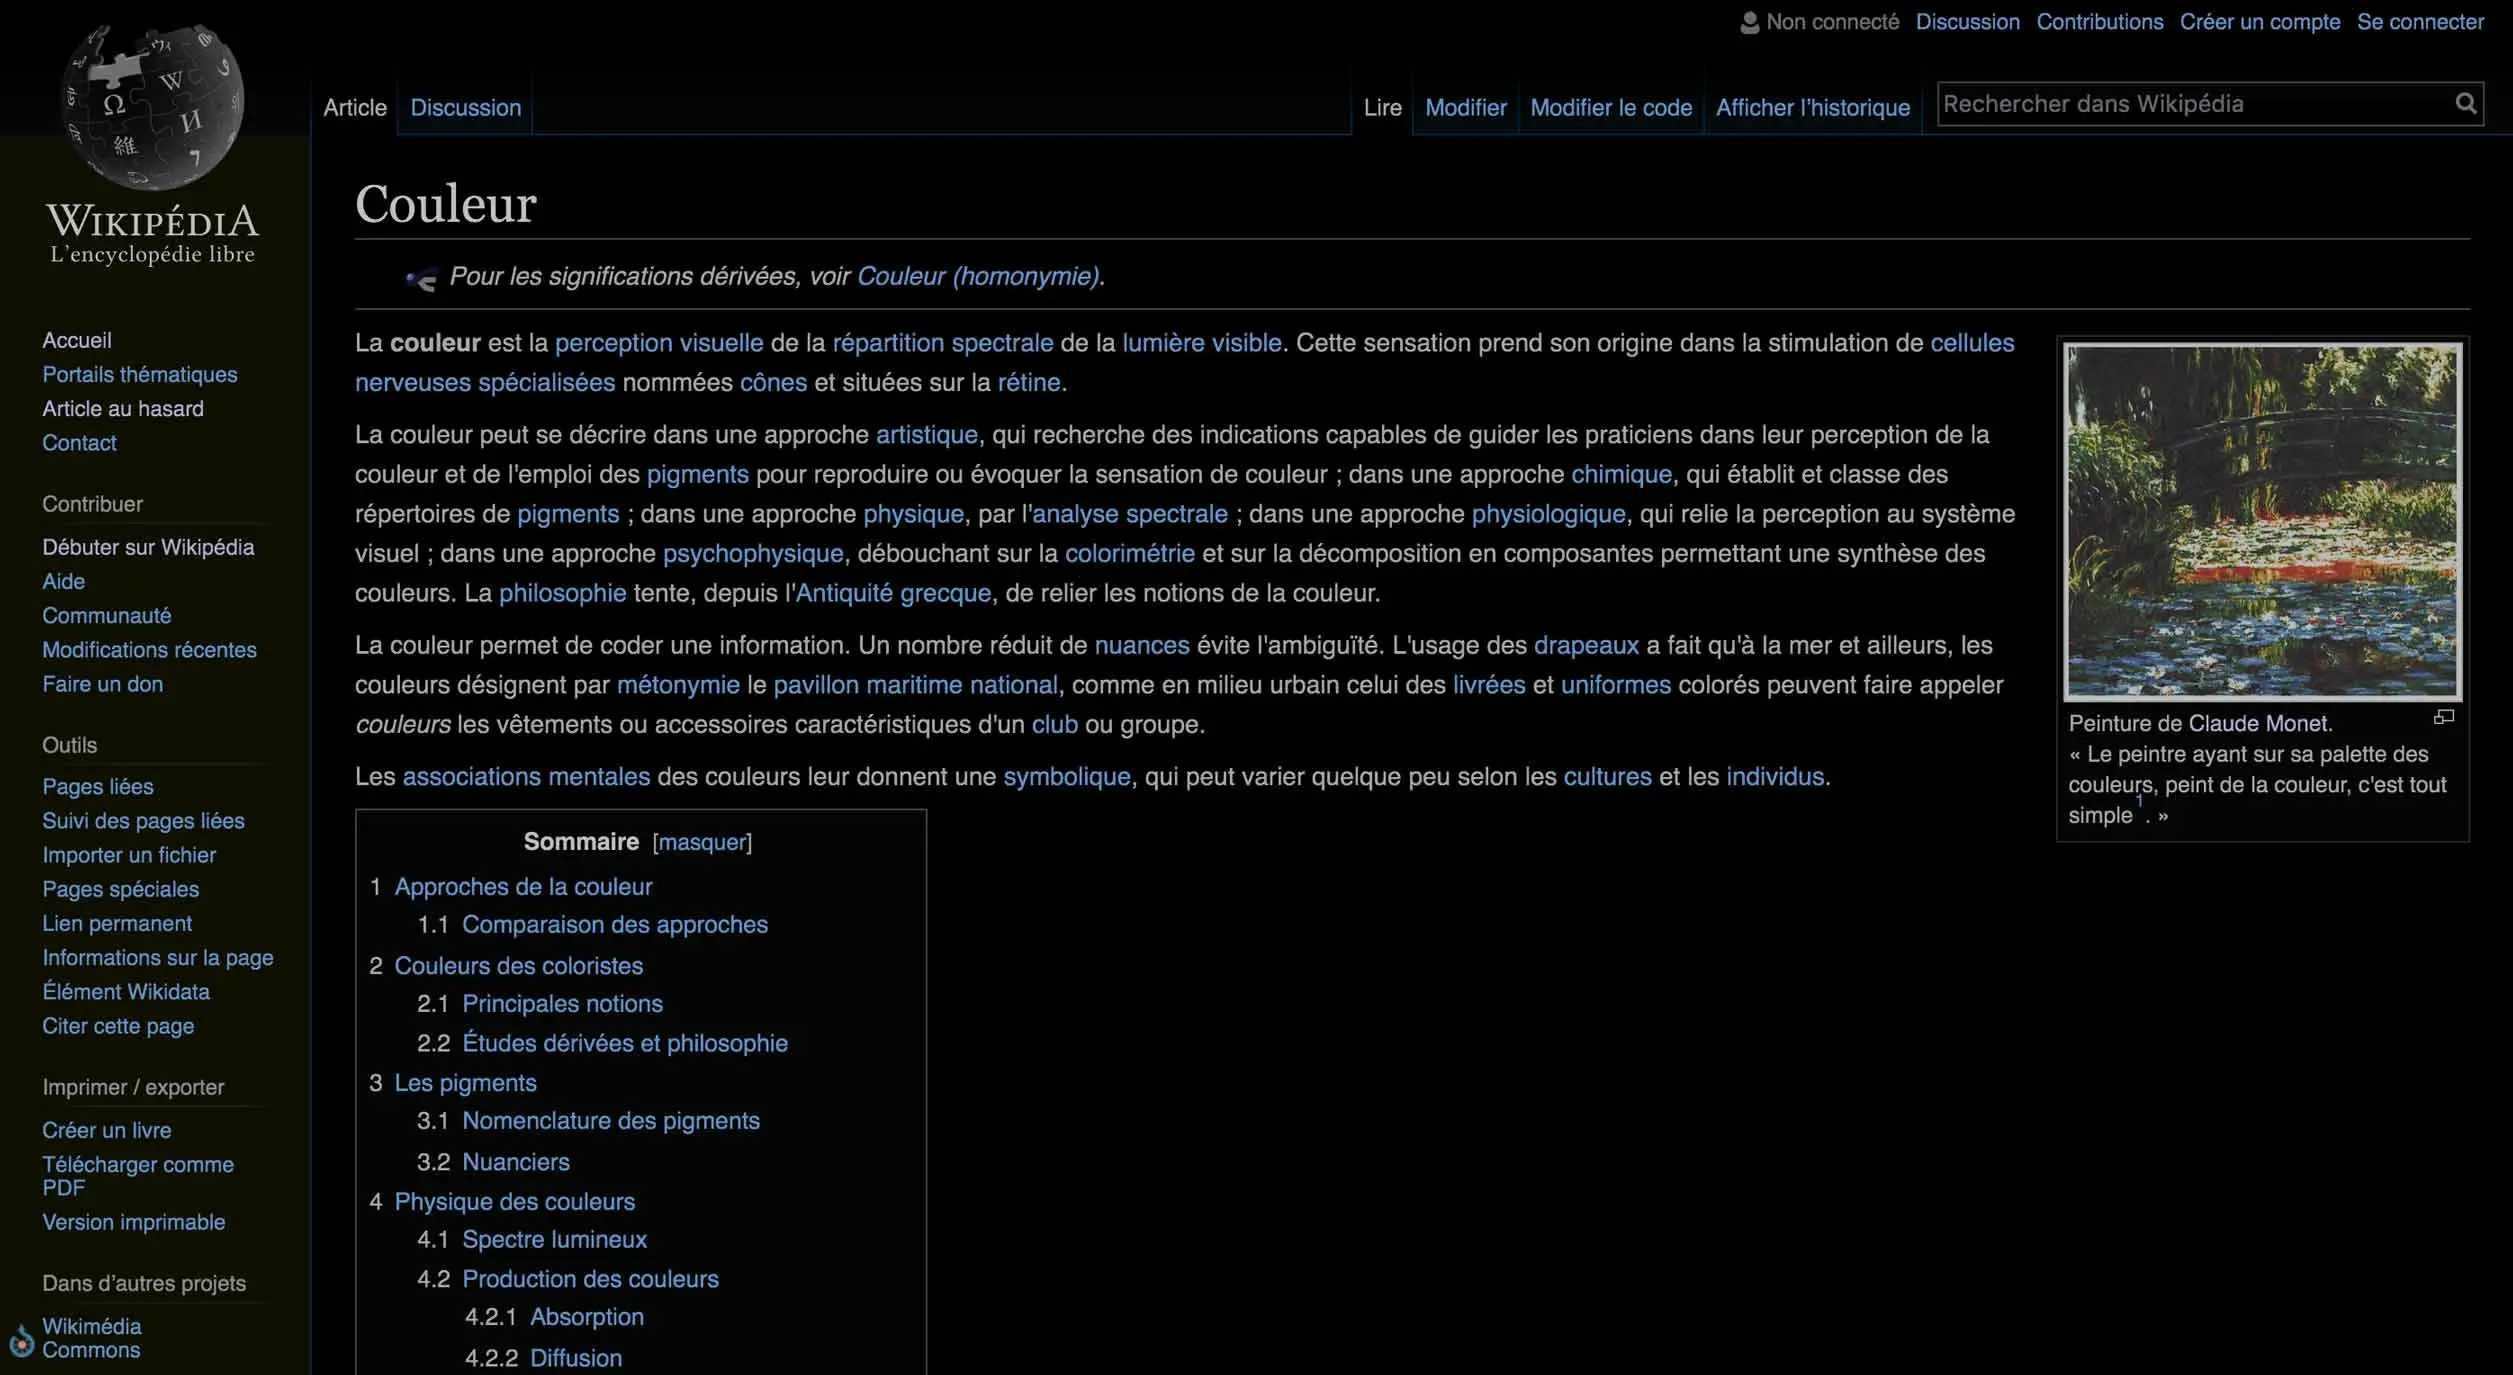 Non connecté Discussion Contributions Créer un compte Se connecter
Article Discussion Lire Modifier Modifier le code Afficher l'historique Rechercher dans Wikipédia
Ω W И 維 7
WIKIPÉDIA
L'encyclopédie libre
Accueil
Portails thématiques
Article au hasard
Contact
Contribuer
Débuter sur Wikipédia
Aide
Communauté
Modifications récentes
Faire un don
Outils
Pages liées
Suivi des pages liées
Importer un fichier
Pages spéciales
Lien permanent
Informations sur la page
Élément Wikidata
Citer cette page
Imprimer / exporter
Créer un livre
Télécharger comme
PDF
Version imprimable
Dans d'autres projets
Wikimédia
Commons
Couleur
Pour les significations dérivées, voir Couleur (homonymie).
La couleur est la perception visuelle de la répartition spectrale de la lumière visible. Cette sensation prend son origine dans la stimulation de cellules
nerveuses spécialisées nommées cônes et situées sur la rétine.
La couleur peut se décrire dans une approche artistique, qui recherche des indications capables de guider les praticiens dans leur perception de la
couleur et de l'emploi des pigments pour reproduire ou évoquer la sensation de couleur ; dans une approche chimique, qui établit et classe des
répertoires de pigments ; dans une approche physique, par l'analyse spectrale ; dans une approche physiologique, qui relie la perception au système
visuel ; dans une approche psychophysique, débouchant sur la colorimétrie et sur la décomposition en composantes permettant une synthèse des
couleurs. La philosophie tente, depuis l'Antiquité grecque, de relier les notions de la couleur.
La couleur permet de coder une information. Un nombre réduit de nuances évite l'ambiguïté. L'usage des drapeaux a fait qu'à la mer et ailleurs, les
couleurs désignent par métonymie le pavillon maritime national, comme en milieu urbain celui des livrées et uniformes colorés peuvent faire appeler
couleurs les vêtements ou accessoires caractéristiques d'un club ou groupe.
Les associations mentales des couleurs leur donnent une symbolique, qui peut varier quelque peu selon les cultures et les individus.
Peinture de Claude Monet.
« Le peintre ayant sur sa palette des
couleurs, peint de la couleur, c'est tout
simple 1. »
Sommaire [masquer]
1 Approches de la couleur
1.1 Comparaison des approches
2 Couleurs des coloristes
2.1 Principales notions
2.2 Études dérivées et philosophie
3 Les pigments
3.1 Nomenclature des pigments
3.2 Nuanciers
4 Physique des couleurs
4.1 Spectre lumineux
4.2 Production des couleurs
4.2.1 Absorption
4.2.2 Diffusion